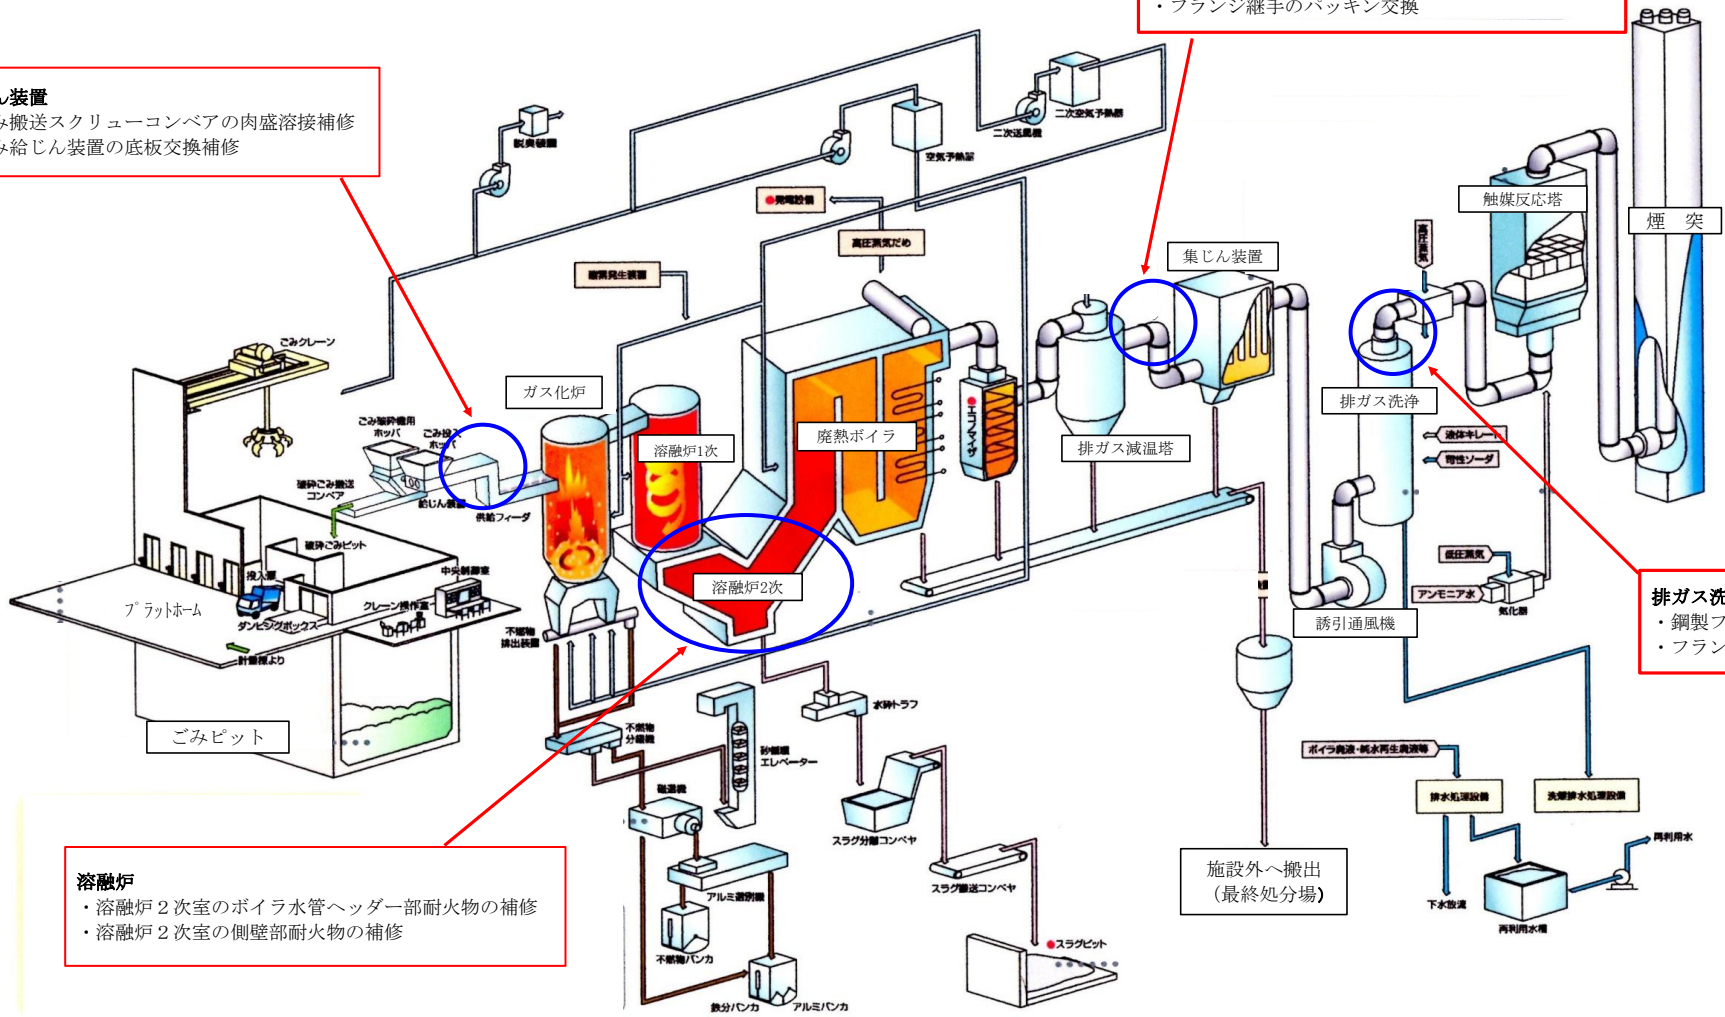 ・フランジ継手のパッキン交換
ん装置
み搬送スクリューコンベアの肉盛溶接補修
み給じん装置の底板交換補修
脱臭装置
空気予熱器
二次送風機
二次空気予熱器
●発電設備
高圧蒸気だめ
酸素発生装置
触媒反応塔
煙 突
高圧蒸気
集じん装置
ごみクレーン
ガス化炉
ごみ破砕機用
ホッパ
ごみ投入
ホッパ
溶融炉1次
廃熱ボイラ
●エコノマイザ
排ガス減温塔
排ガス洗浄
液体キレート
苛性ソーダ
破砕ごみ搬送
コンベア
給じん装置
供給フィーダ
破砕ごみピット
投入扉
中央制御室
プラットホーム
クレーン操作室
ダンピングボックス
計量棟より
溶融炉2次
不燃物
排出装置
低圧蒸気
アンモニア水
気化器
誘引通風機
排ガス洗
・鋼製フ
・フラン
ごみピット
水砕トラフ
不燃物
分級機
砂循環
エレベーター
磁選機
スラグ分離コンベヤ
ボイラ廃液・純水再生廃液等
排水処理設備
洗煙排水処理設備
再利用水
溶融炉
・溶融炉２次室のボイラ水管ヘッダー部耐火物の補修
・溶融炉２次室の側壁部耐火物の補修
アルミ選別機
スラグ搬送コンベヤ
施設外へ搬出
(最終処分場)
下水放流
再利用水槽
不燃物バンカ
●スラグピット
鉄分バンカ
アルミバンカ